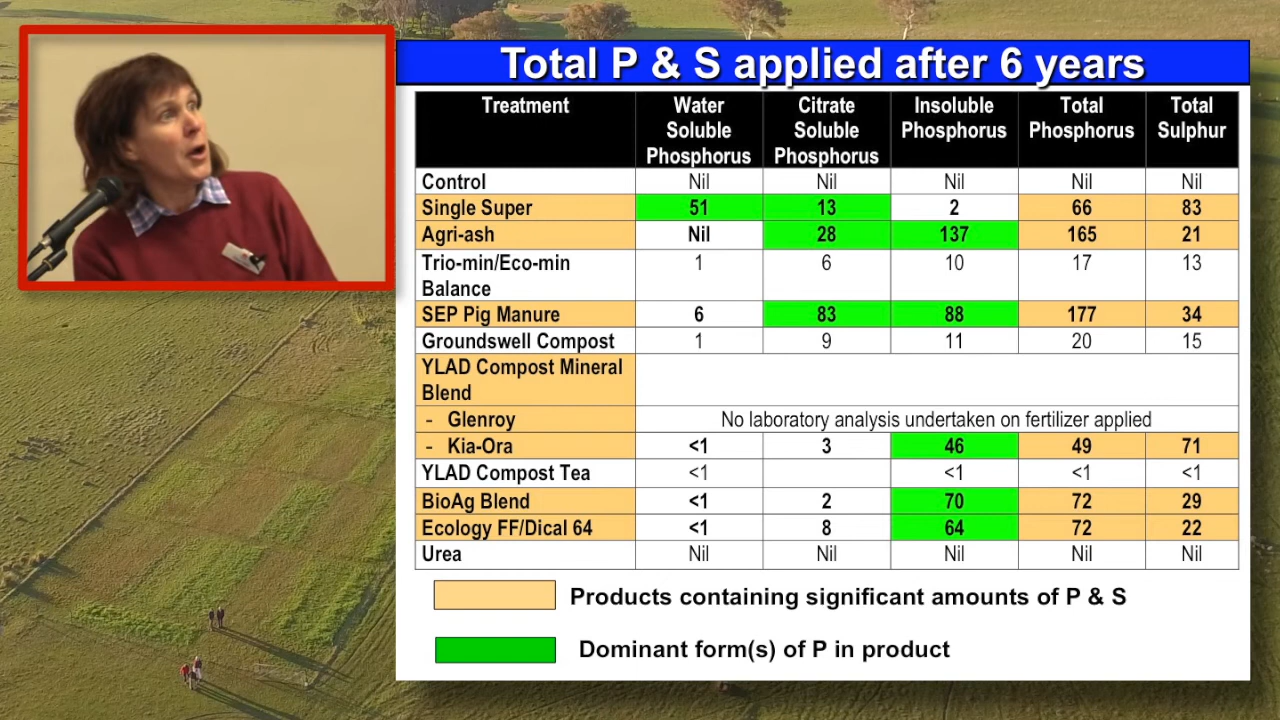 Total P & S applied after 6 years
Treatment Water Soluble Phosphorus Citrate Soluble Phosphorus Insoluble Phosphorus Total Phosphorus Total Sulphur
Control Nil Nil Nil Nil Nil
Single Super 51 13 2 66 83
Agri-ash Nil 28 137 165 21
Trio-min/Eco-min Balance 1 6 10 17 13
SEP Pig Manure 6 83 88 177 34
Groundswell Compost 1 9 11 20 15
YLAD Compost Mineral Blend
- Glenroy No laboratory analysis undertaken on fertilizer applied
- Kia-Ora <1 3 46 49 71
YLAD Compost Tea <1 <1 <1 <1
BioAg Blend <1 2 70 72 29
Ecology FF/Dical 64 <1 8 64 72 22
Urea Nil Nil Nil Nil Nil
Products containing significant amounts of P & S
Dominant form(s) of P in product